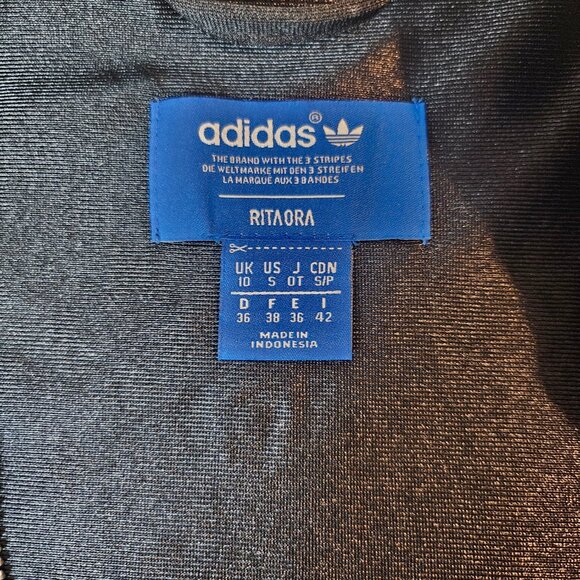 adidas ®
THE BRAND WITH THE 3 STRIPES
DIE WELTMARKE MIT DEN 3 STREIFEN
LA MARQUE AUX 3 BANDES
RITAORA
UK US J CDN
10 S OT S/P
D F E I
36 38 36 42
MADE IN
INDONESIA